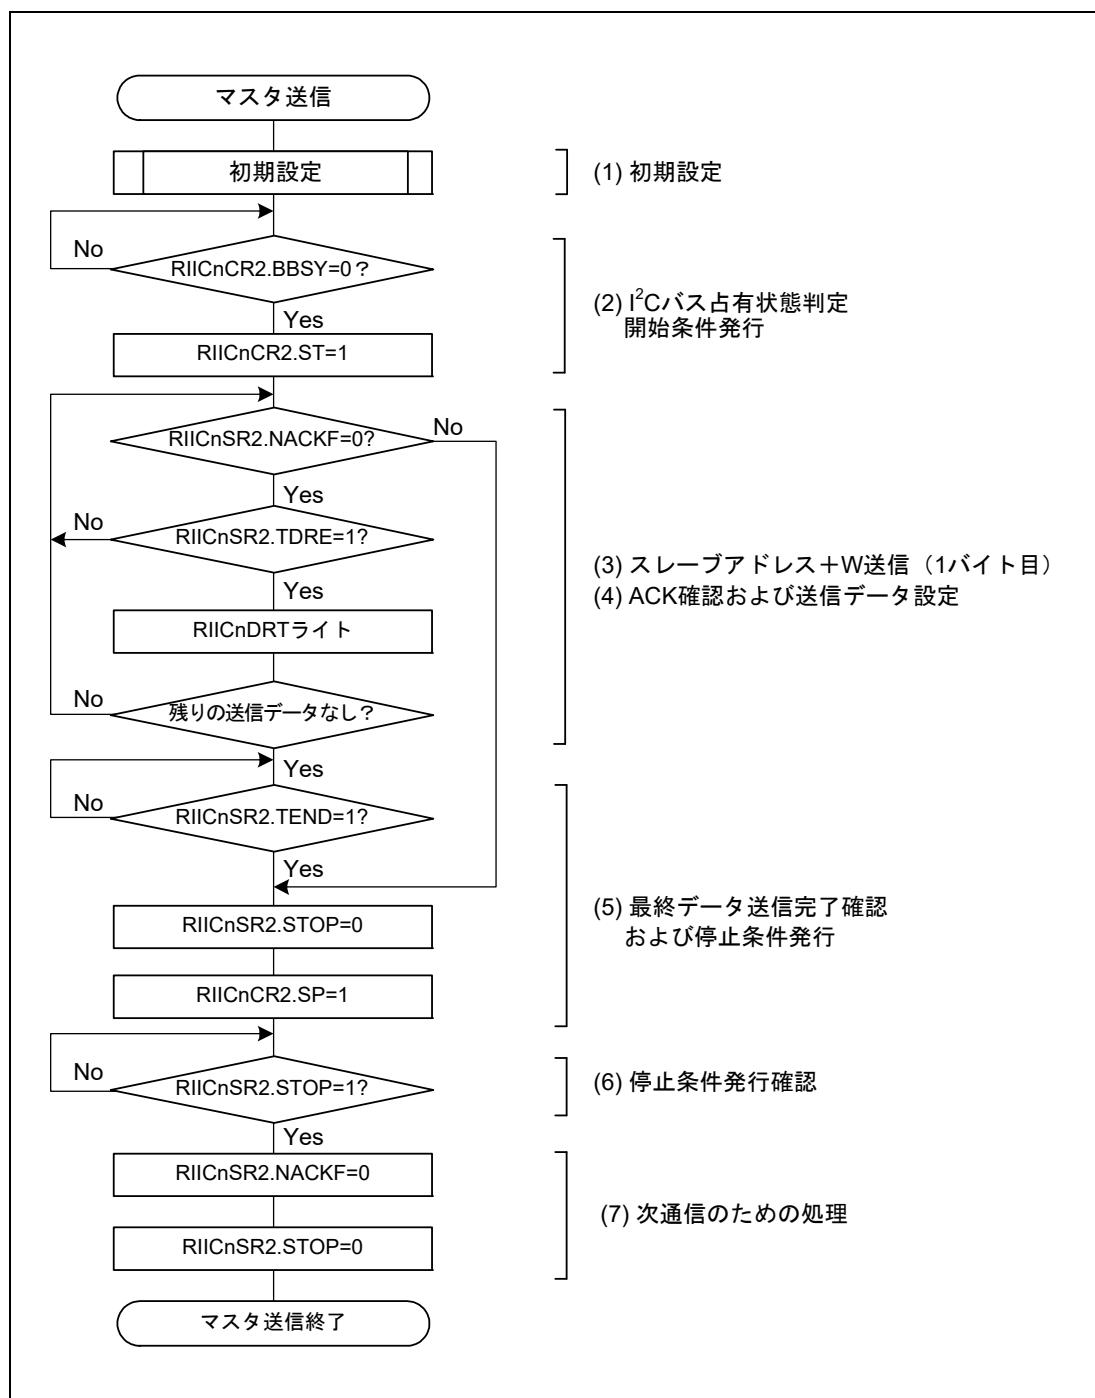 マスタ送信
初期設定
(1) 初期設定
No
RIICnCR2.BBSY=0？
Yes
RIICnCR2.ST=1
(2) I²Cバス占有状態判定
開始条件発行
RIICnSR2.NACKF=0?
No
Yes
No
RIICnSR2.TDRE=1?
Yes
RIICnDRTライト
No
残りの送信データなし？
Yes
(3) スレーブアドレス＋W送信（1バイト目）
(4) ACK確認および送信データ設定
No
RIICnSR2.TEND=1?
Yes
RIICnSR2.STOP=0
RIICnCR2.SP=1
(5) 最終データ送信完了確認
および停止条件発行
No
RIICnSR2.STOP=1?
Yes
(6) 停止条件発行確認
RIICnSR2.NACKF=0
RIICnSR2.STOP=0
(7) 次通信のための処理
マスタ送信終了